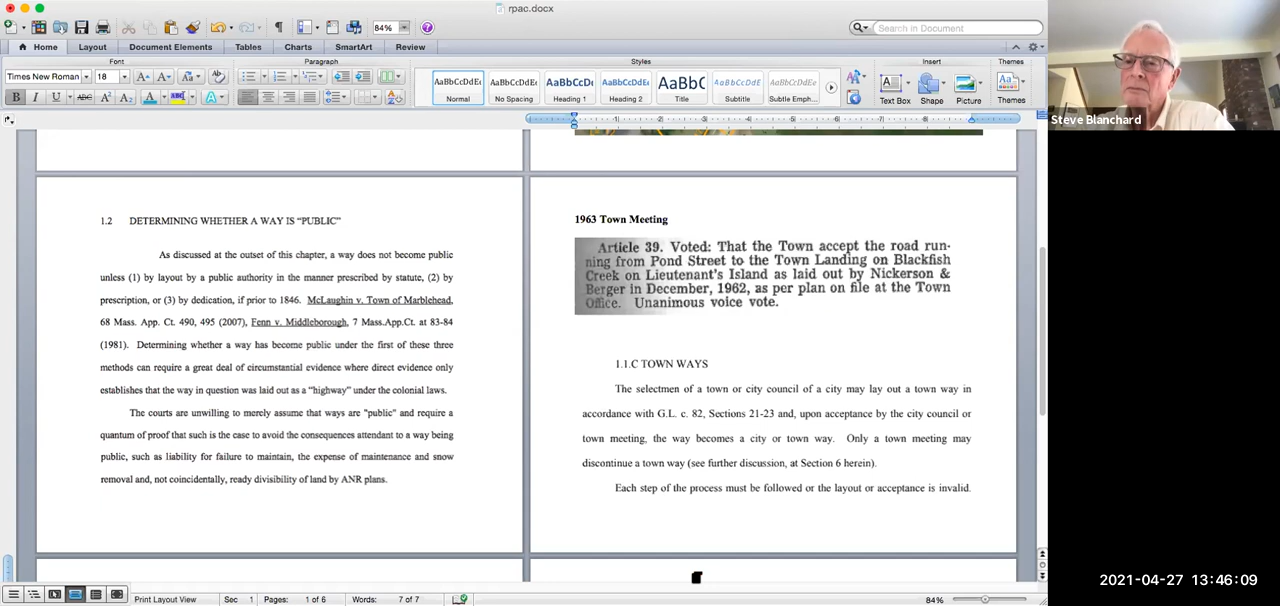 rpac.docx
84%
Search in Document
Home
Layout
Document Elements
Tables
Charts
SmartArt
Review
Font
Paragraph
Styles
Insert
Themes
Times New Roman
18
AaBbCcDdEe
Normal
AaBbCcDdEe
No Spacing
AaBbCcDc
Heading 1
AaBbCcDdE
Heading 2
AaBbC
Title
AaBbCcDdEe
Subtitle
AaBbCcDdEe
Subtle Emph...
Text Box
Shape
Picture
Themes
Steve Blanchard
1.2 DETERMINING WHETHER A WAY IS “PUBLIC”
As discussed at the outset of this chapter, a way does not become public
unless (1) by layout by a public authority in the manner prescribed by statute, (2) by
prescription, or (3) by dedication, if prior to 1846. McLaughlin v. Town of Marblehead,
68 Mass. App. Ct. 490, 495 (2007), Fenn v. Middleborough, 7 Mass.App.Ct. at 83-84
(1981). Determining whether a way has become public under the first of these three
methods can require a great deal of circumstantial evidence where direct evidence only
establishes that the way in question was laid out as a “highway” under the colonial laws.
The courts are unwilling to merely assume that ways are “public” and require a
quantum of proof that such is the case to avoid the consequences attendant to a way being
public, such as liability for failure to maintain, the expense of maintenance and snow
removal and, not coincidentally, ready divisibility of land by ANR plans.
1963 Town Meeting
Article 39. Voted: That the Town accept the road run-
ning from Pond Street to the Town Landing on Blackfish
Creek on Lieutenant's Island as laid out by Nickerson &
Berger in December, 1962, as per plan on file at the Town
Office. Unanimous voice vote.
1.1.C TOWN WAYS
The selectmen of a town or city council of a city may lay out a town way in
accordance with G.L. c. 82, Sections 21-23 and, upon acceptance by the city council or
town meeting, the way becomes a city or town way. Only a town meeting may
discontinue a town way (see further discussion, at Section 6 herein).
Each step of the process must be followed or the layout or acceptance is invalid.
2021-04-27 13:46:09
Print Layout View
Sec 1
Pages: 1 of 6
Words: 7 of 7
84%